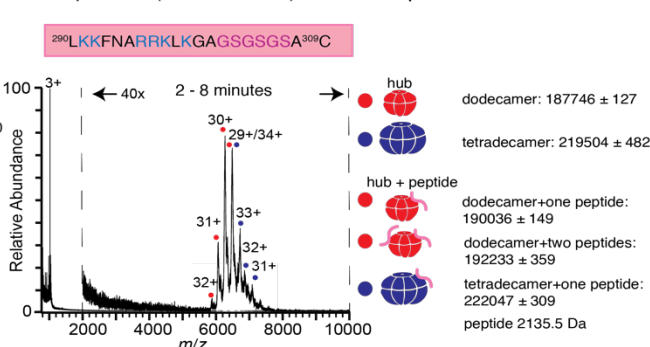 ²⁹⁰LKKFNARRKLKGAGSGSGSA³⁰⁹C
100
3+
40x
2 - 8 minutes
30+
29+/34+
31+
33+
32+
32+
31+
Relative Abundance
0
2000
4000
6000
8000
10000
m/z
hub
dodecamer: 187746 ± 127
tetradecamer: 219504 ± 482
hub + peptide
dodecamer+one peptide:
190036 ± 149
dodecamer+two peptides:
192233 ± 359
tetradecamer+one peptide:
222047 ± 309
peptide 2135.5 Da